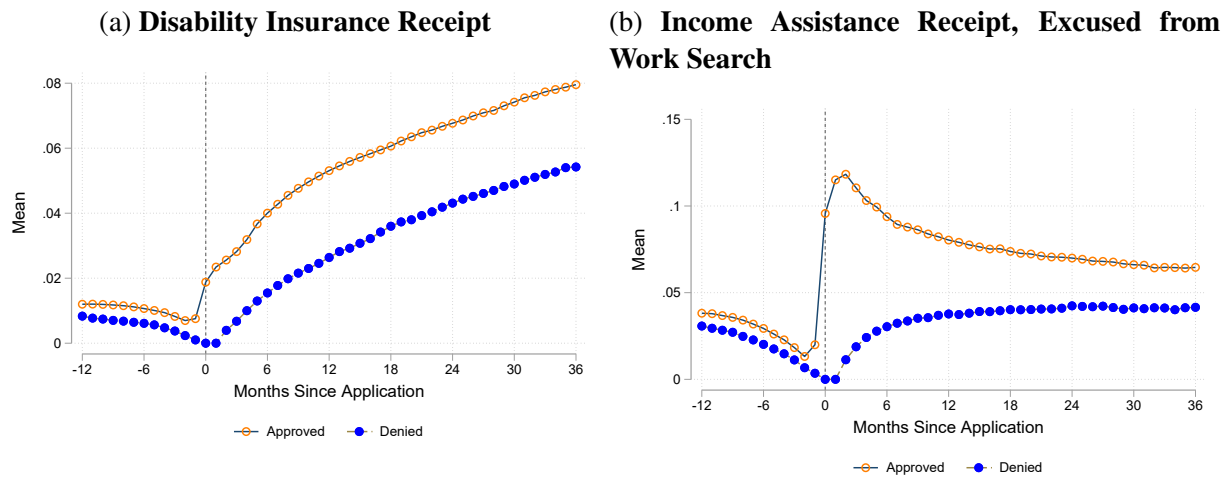 (a) Disability Insurance Receipt
.08
.06
.04
.02
0
Mean
-12 -6 0 6 12 18 24 30 36
Months Since Application
Approved Denied
(b) Income Assistance Receipt, Excused from
Work Search
.15
.1
.05
0
Mean
-12 -6 0 6 12 18 24 30 36
Months Since Application
Approved Denied